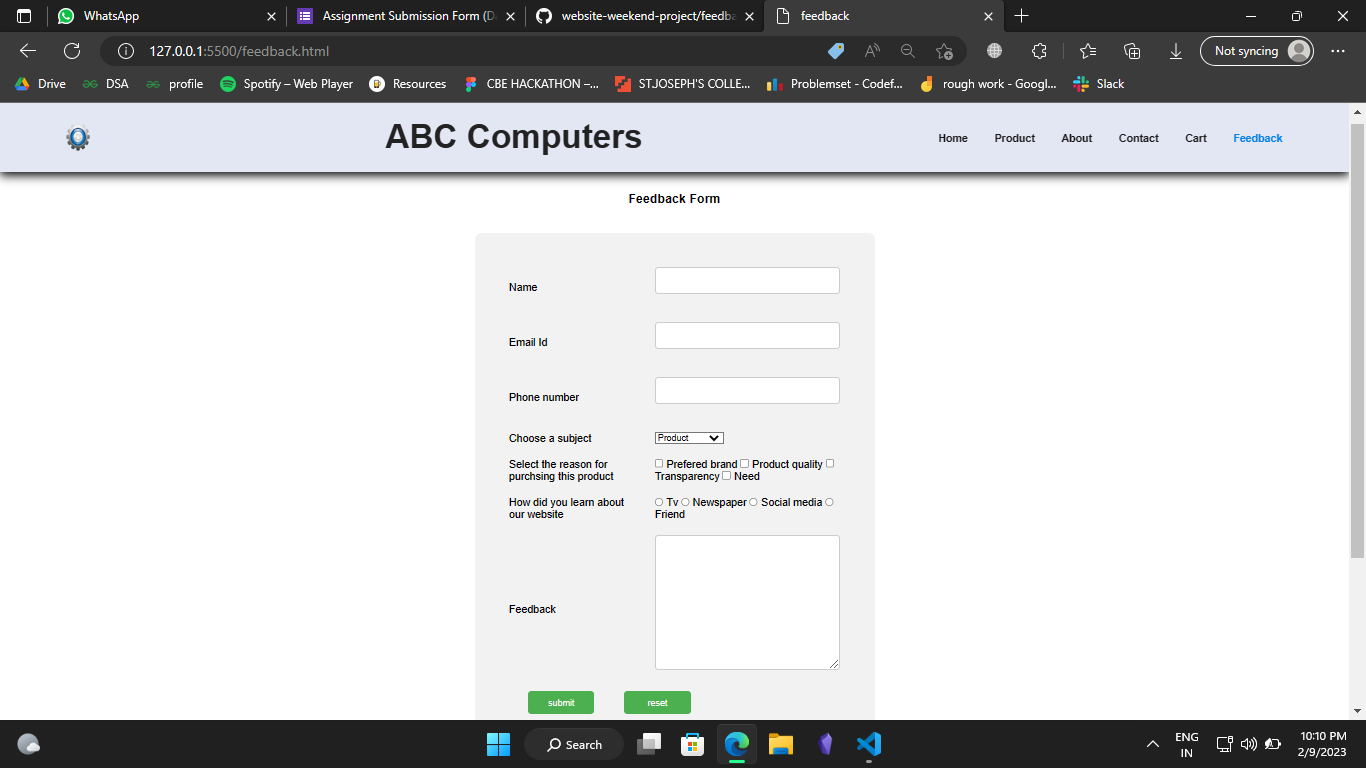 WhatsApp
Assignment Submission Form (D
website-weekend-project/feedba
feedback
127.0.0.1:5500/feedback.html
Not syncing
Drive
DSA
profile
Spotify – Web Player
Resources
CBE HACKATHON –...
ST.JOSEPH'S COLLE...
Problemset - Codef...
rough work - Googl...
Slack
ABC Computers
Home
Product
About
Contact
Cart
Feedback
Feedback Form
Name
Email Id
Phone number
Choose a subject
Product
Select the reason for
purchsing this product
Prefered brand Product quality
Transparency Need
How did you learn about
our website
Tv Newspaper Social media
Friend
Feedback
submit
reset
Search
ENG
IN
10:10 PM
2/9/2023